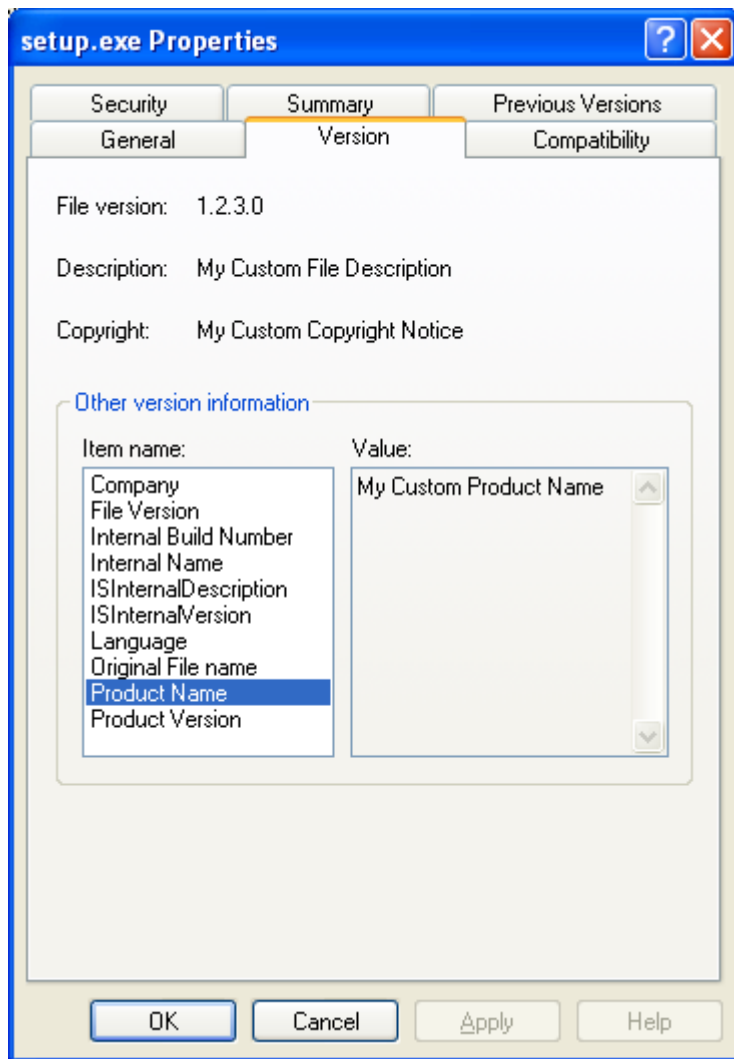 setup.exe Properties
Security Summary Previous Versions
General Version Compatibility
File version: 1.2.3.0
Description: My Custom File Description
Copyright: My Custom Copyright Notice
Other version information
Item name: Value:
Company My Custom Product Name
File Version
Internal Build Number
Internal Name
ISInternalDescription
ISInternalVersion
Language
Original File name
Product Name
Product Version
OK Cancel Apply Help